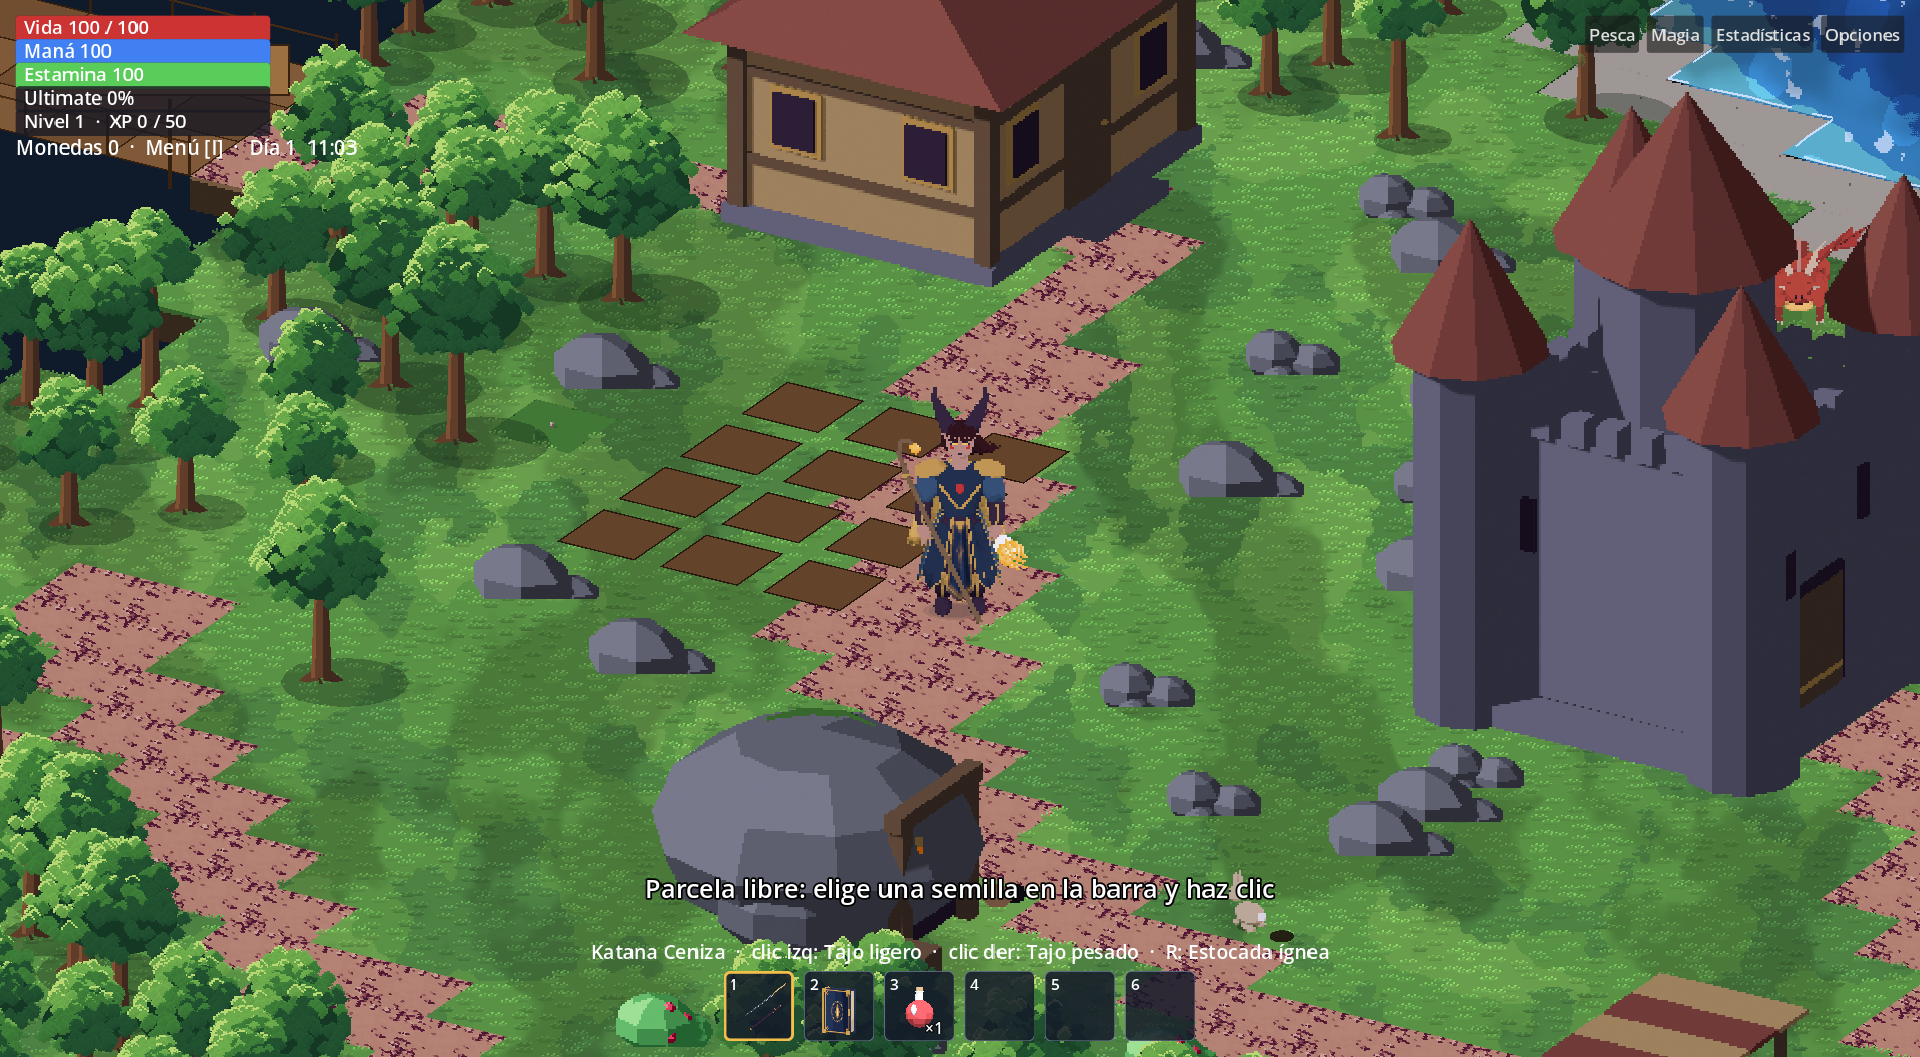 Vida 100 / 100
Maná 100
Estamina 100
Ultimate 0%
Nivel 1 · XP 0 / 50
Monedas 0 · Menú [I] · Día 1 11:03
Pesca Magia Estadísticas Opciones
Parcela libre: elige una semilla en la barra y haz clic
Katana Ceniza · clic izq: Tajo ligero · clic der: Tajo pesado · R: Estocada ígnea
1 2 3 4 5 6
×1